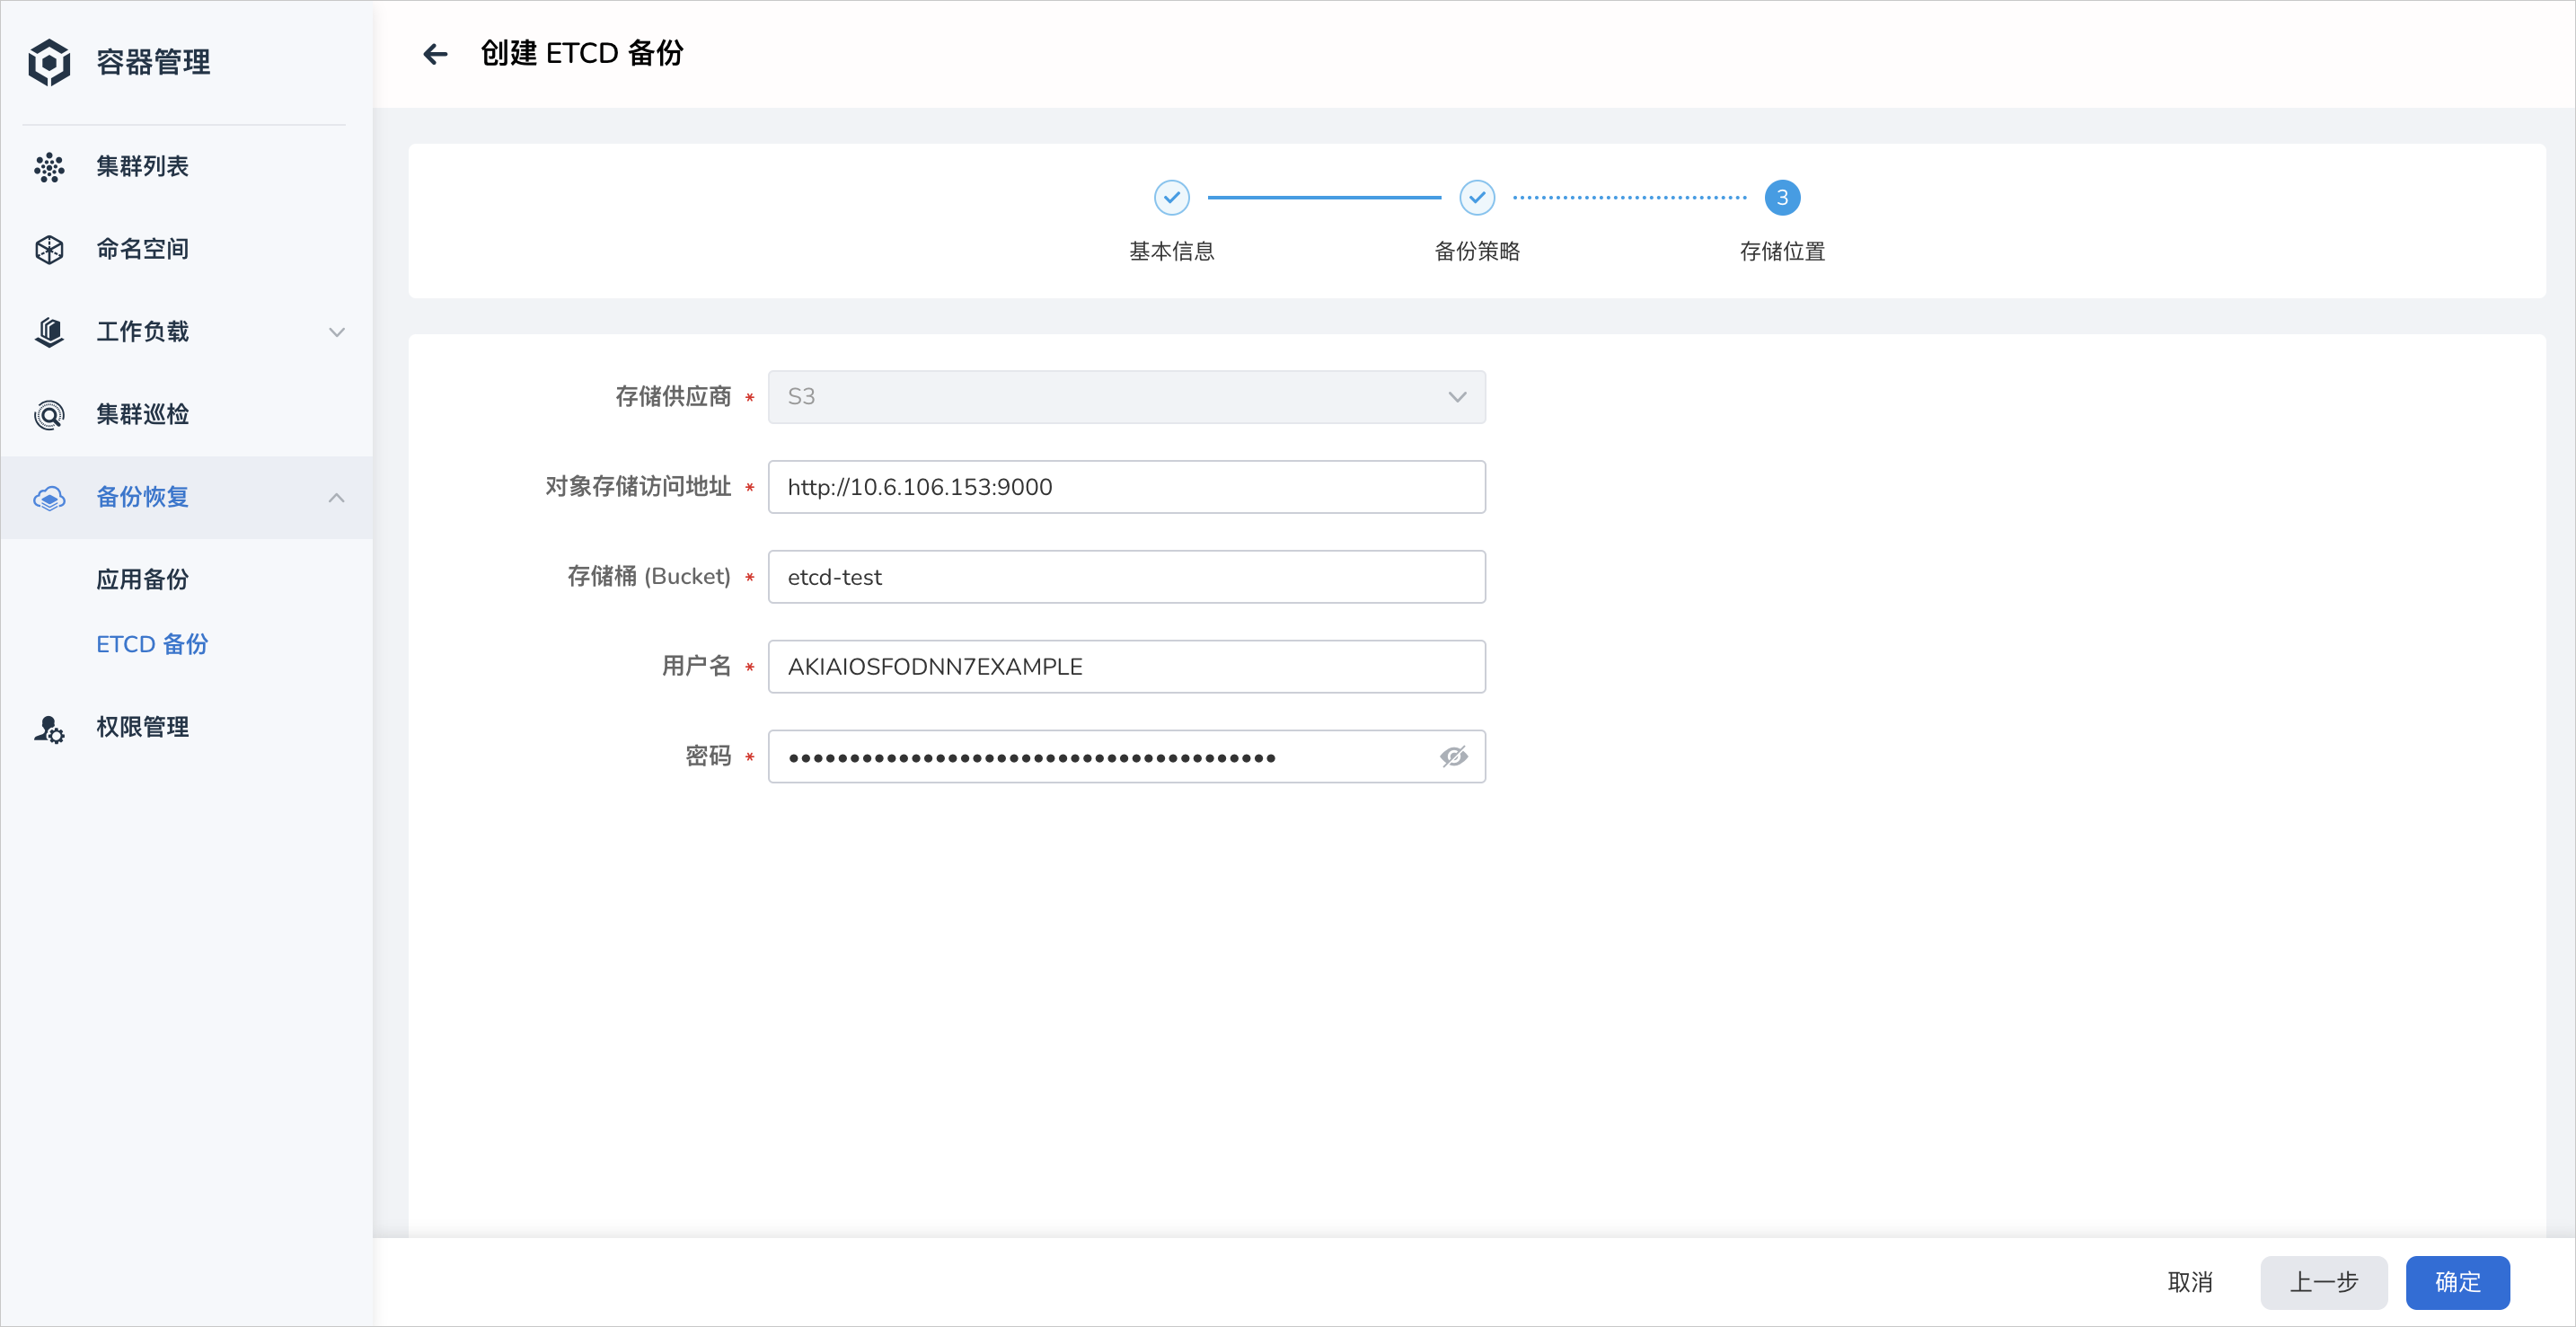 容器管理
集群列表
命名空间
工作负载
集群巡检
备份恢复
应用备份
ETCD 备份
权限管理
创建 ETCD 备份
3
基本信息
备份策略
存储位置
存储供应商 * S3
对象存储访问地址 * http://10.6.106.153:9000
存储桶 (Bucket) * etcd-test
用户名 * AKIAIOSFODNN7EXAMPLE
密码 * ••••••••••••••••••••••••••••••••••••••••
取消
上一步
确定